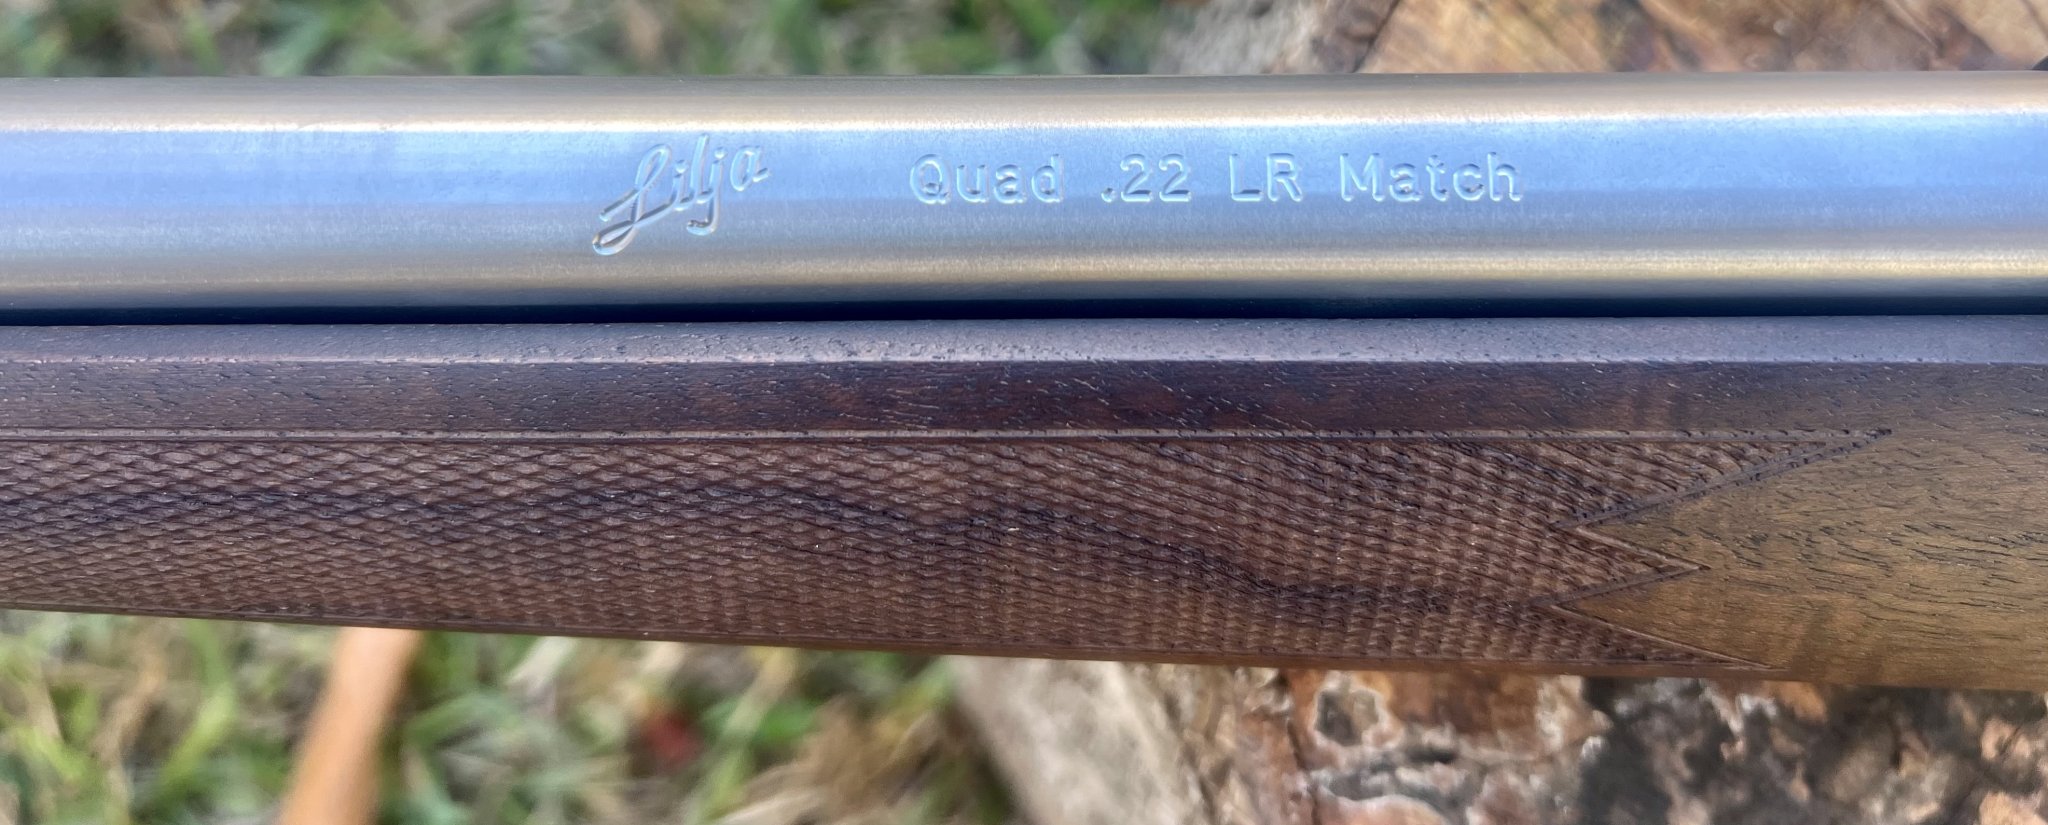 Lilja Quad .22 LR Match